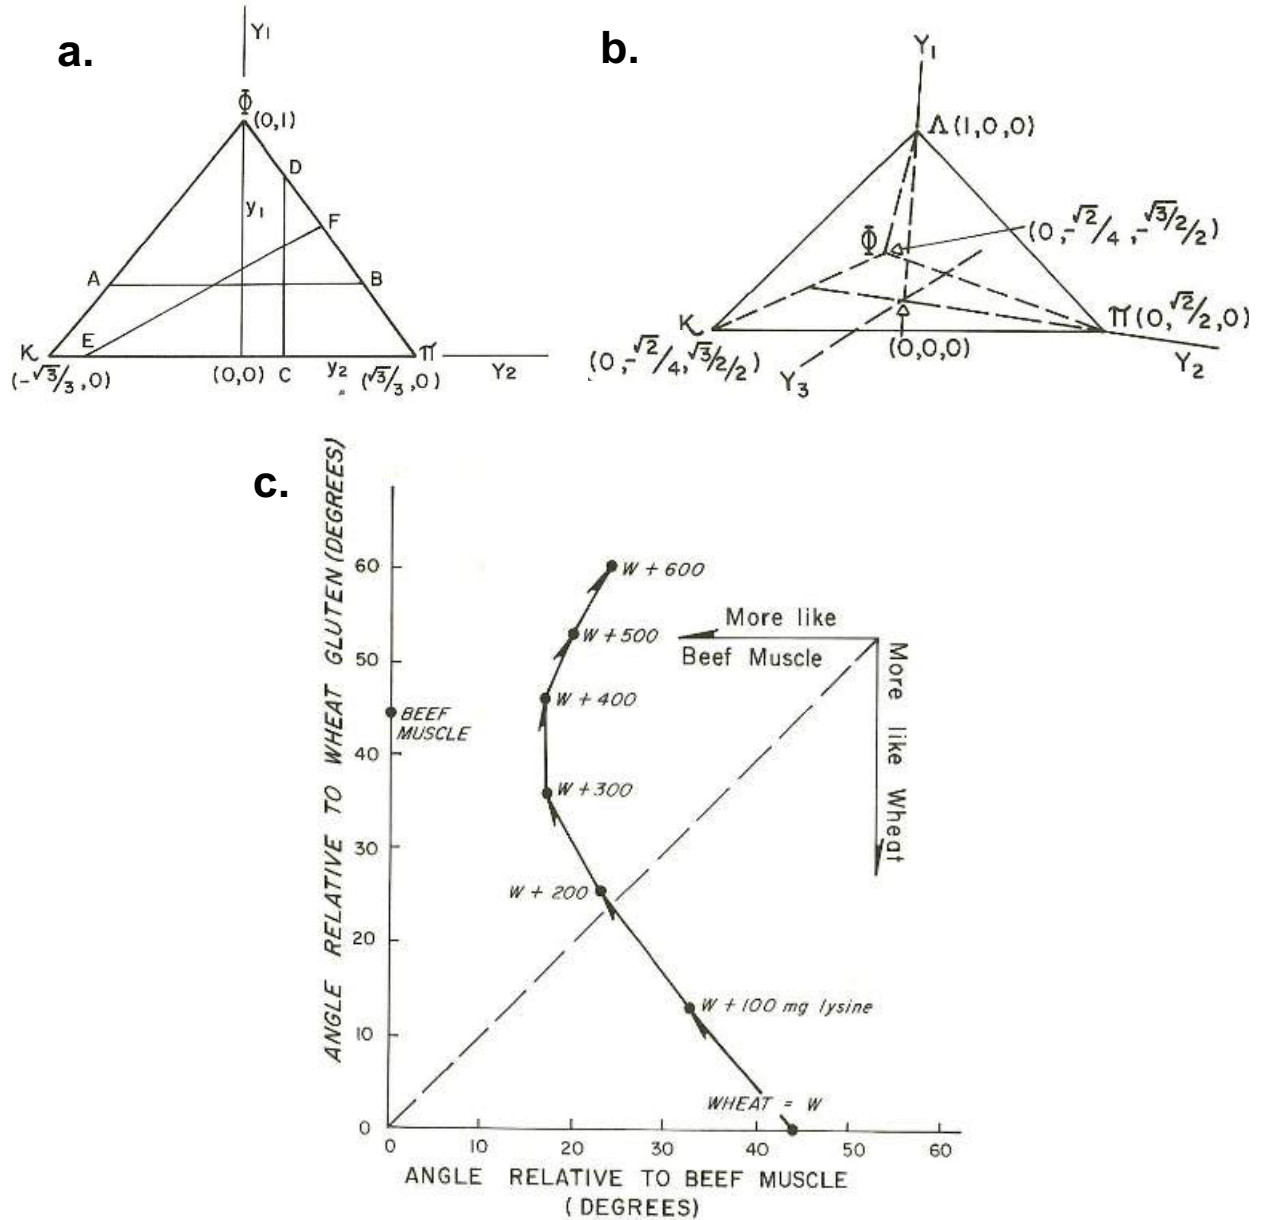 a.
Y₁
Φ
(0,1)
D
y₁
F
A
B
K
E
π
(-√3/3,0)
(0,0)
C
y₂
(√3/3,0)
Y₂
b.
Y₁
Λ(1,0,0)
Φ
(0,-√2/4,-√3/2/2)
K
π(0,√2/2,0)
(0,-√2/4,√3/2/2)
(0,0,0)
Y₃
Y₂
c.
ANGLE RELATIVE TO WHEAT GLUTEN (DEGREES)
60
50
40
30
20
10
0
W + 600
W + 500
W + 400
BEEF
MUSCLE
W + 300
W + 200
W + 100 mg lysine
WHEAT = W
More like
Beef Muscle
More like Wheat
0 10 20 30 40 50 60
ANGLE RELATIVE TO BEEF MUSCLE
(DEGREES)